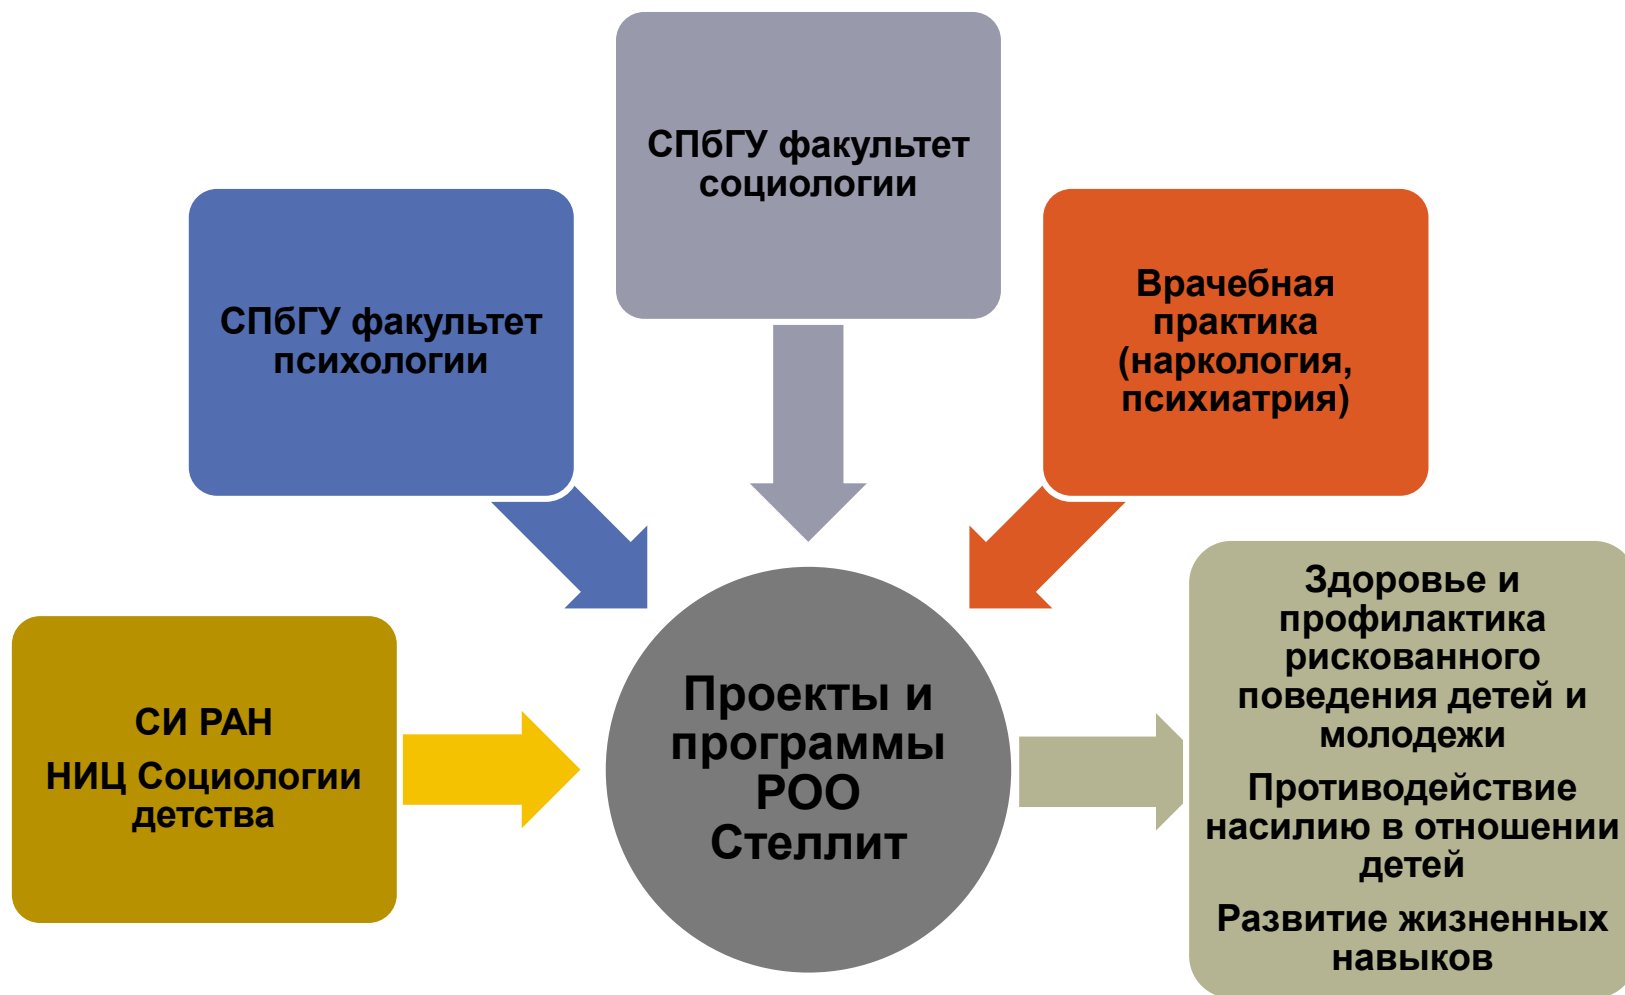 СПбГУ факультет
социологии
СПбГУ факультет
психологии
Врачебная
практика
(наркология,
психиатрия)
СИ РАН
НИЦ Социологии
детства
Проекты и
программы
РОО
Стеллит
Здоровье и
профилактика
рискованного
поведения детей и
молодежи
Противодействие
насилию в отношении
детей
Развитие жизненных
навыков